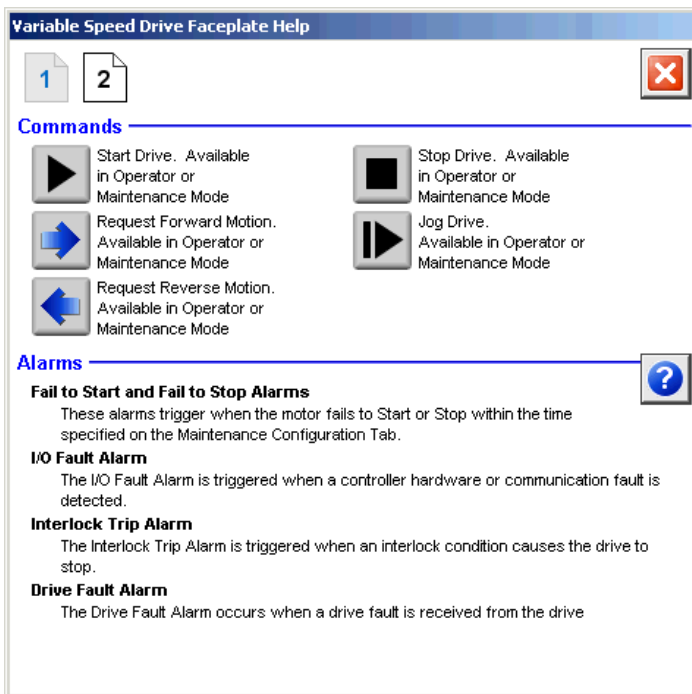 Variable Speed Drive Faceplate Help
1 2
Commands
Start Drive. Available
in Operator or
Maintenance Mode
Stop Drive. Available
in Operator or
Maintenance Mode
Request Forward Motion.
Available in Operator or
Maintenance Mode
Jog Drive.
Available in Operator or
Maintenance Mode
Request Reverse Motion.
Available in Operator or
Maintenance Mode
Alarms
?
Fail to Start and Fail to Stop Alarms
These alarms trigger when the motor fails to Start or Stop within the time
specified on the Maintenance Configuration Tab.
I/O Fault Alarm
The I/O Fault Alarm is triggered when a controller hardware or communication fault is
detected.
Interlock Trip Alarm
The Interlock Trip Alarm is triggered when an interlock condition causes the drive to
stop.
Drive Fault Alarm
The Drive Fault Alarm occurs when a drive fault is received from the drive